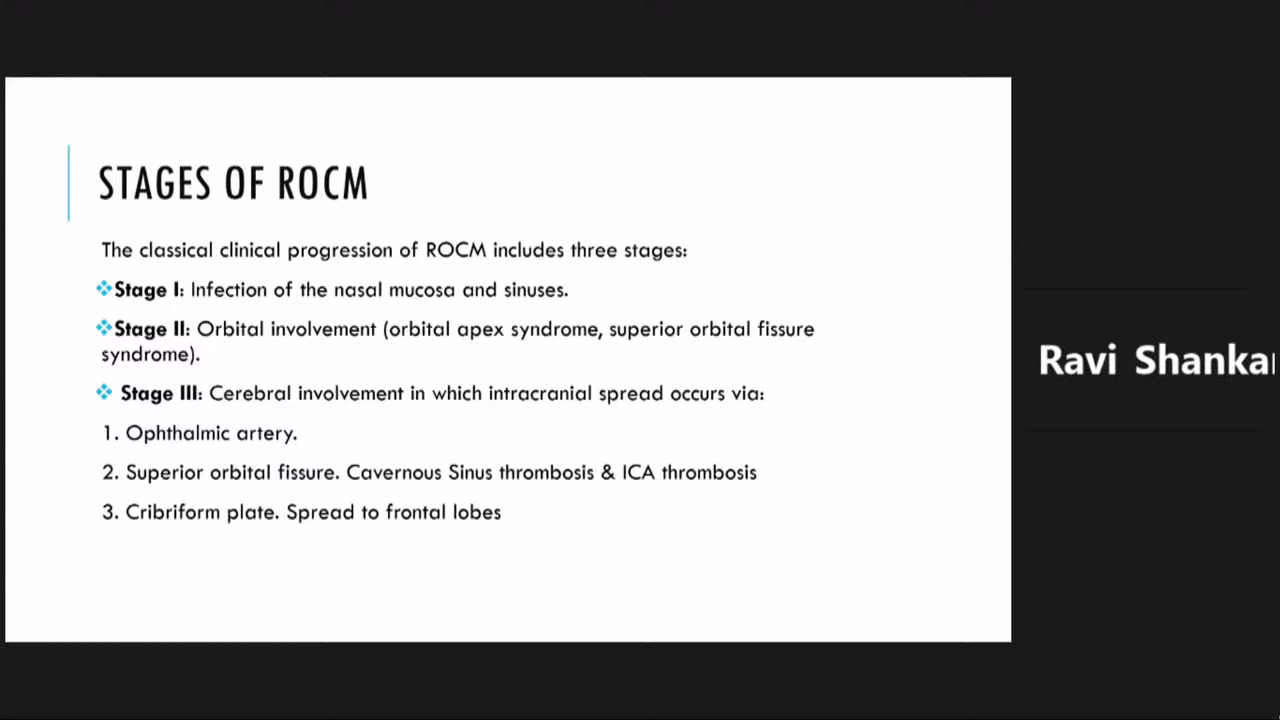 STAGES OF ROCM
The classical clinical progression of ROCM includes three stages:
Stage I: Infection of the nasal mucosa and sinuses.
Stage II: Orbital involvement (orbital apex syndrome, superior orbital fissure
syndrome).
Stage III: Cerebral involvement in which intracranial spread occurs via:
1. Ophthalmic artery.
2. Superior orbital fissure. Cavernous Sinus thrombosis & ICA thrombosis
3. Cribriform plate. Spread to frontal lobes
Ravi Shankar